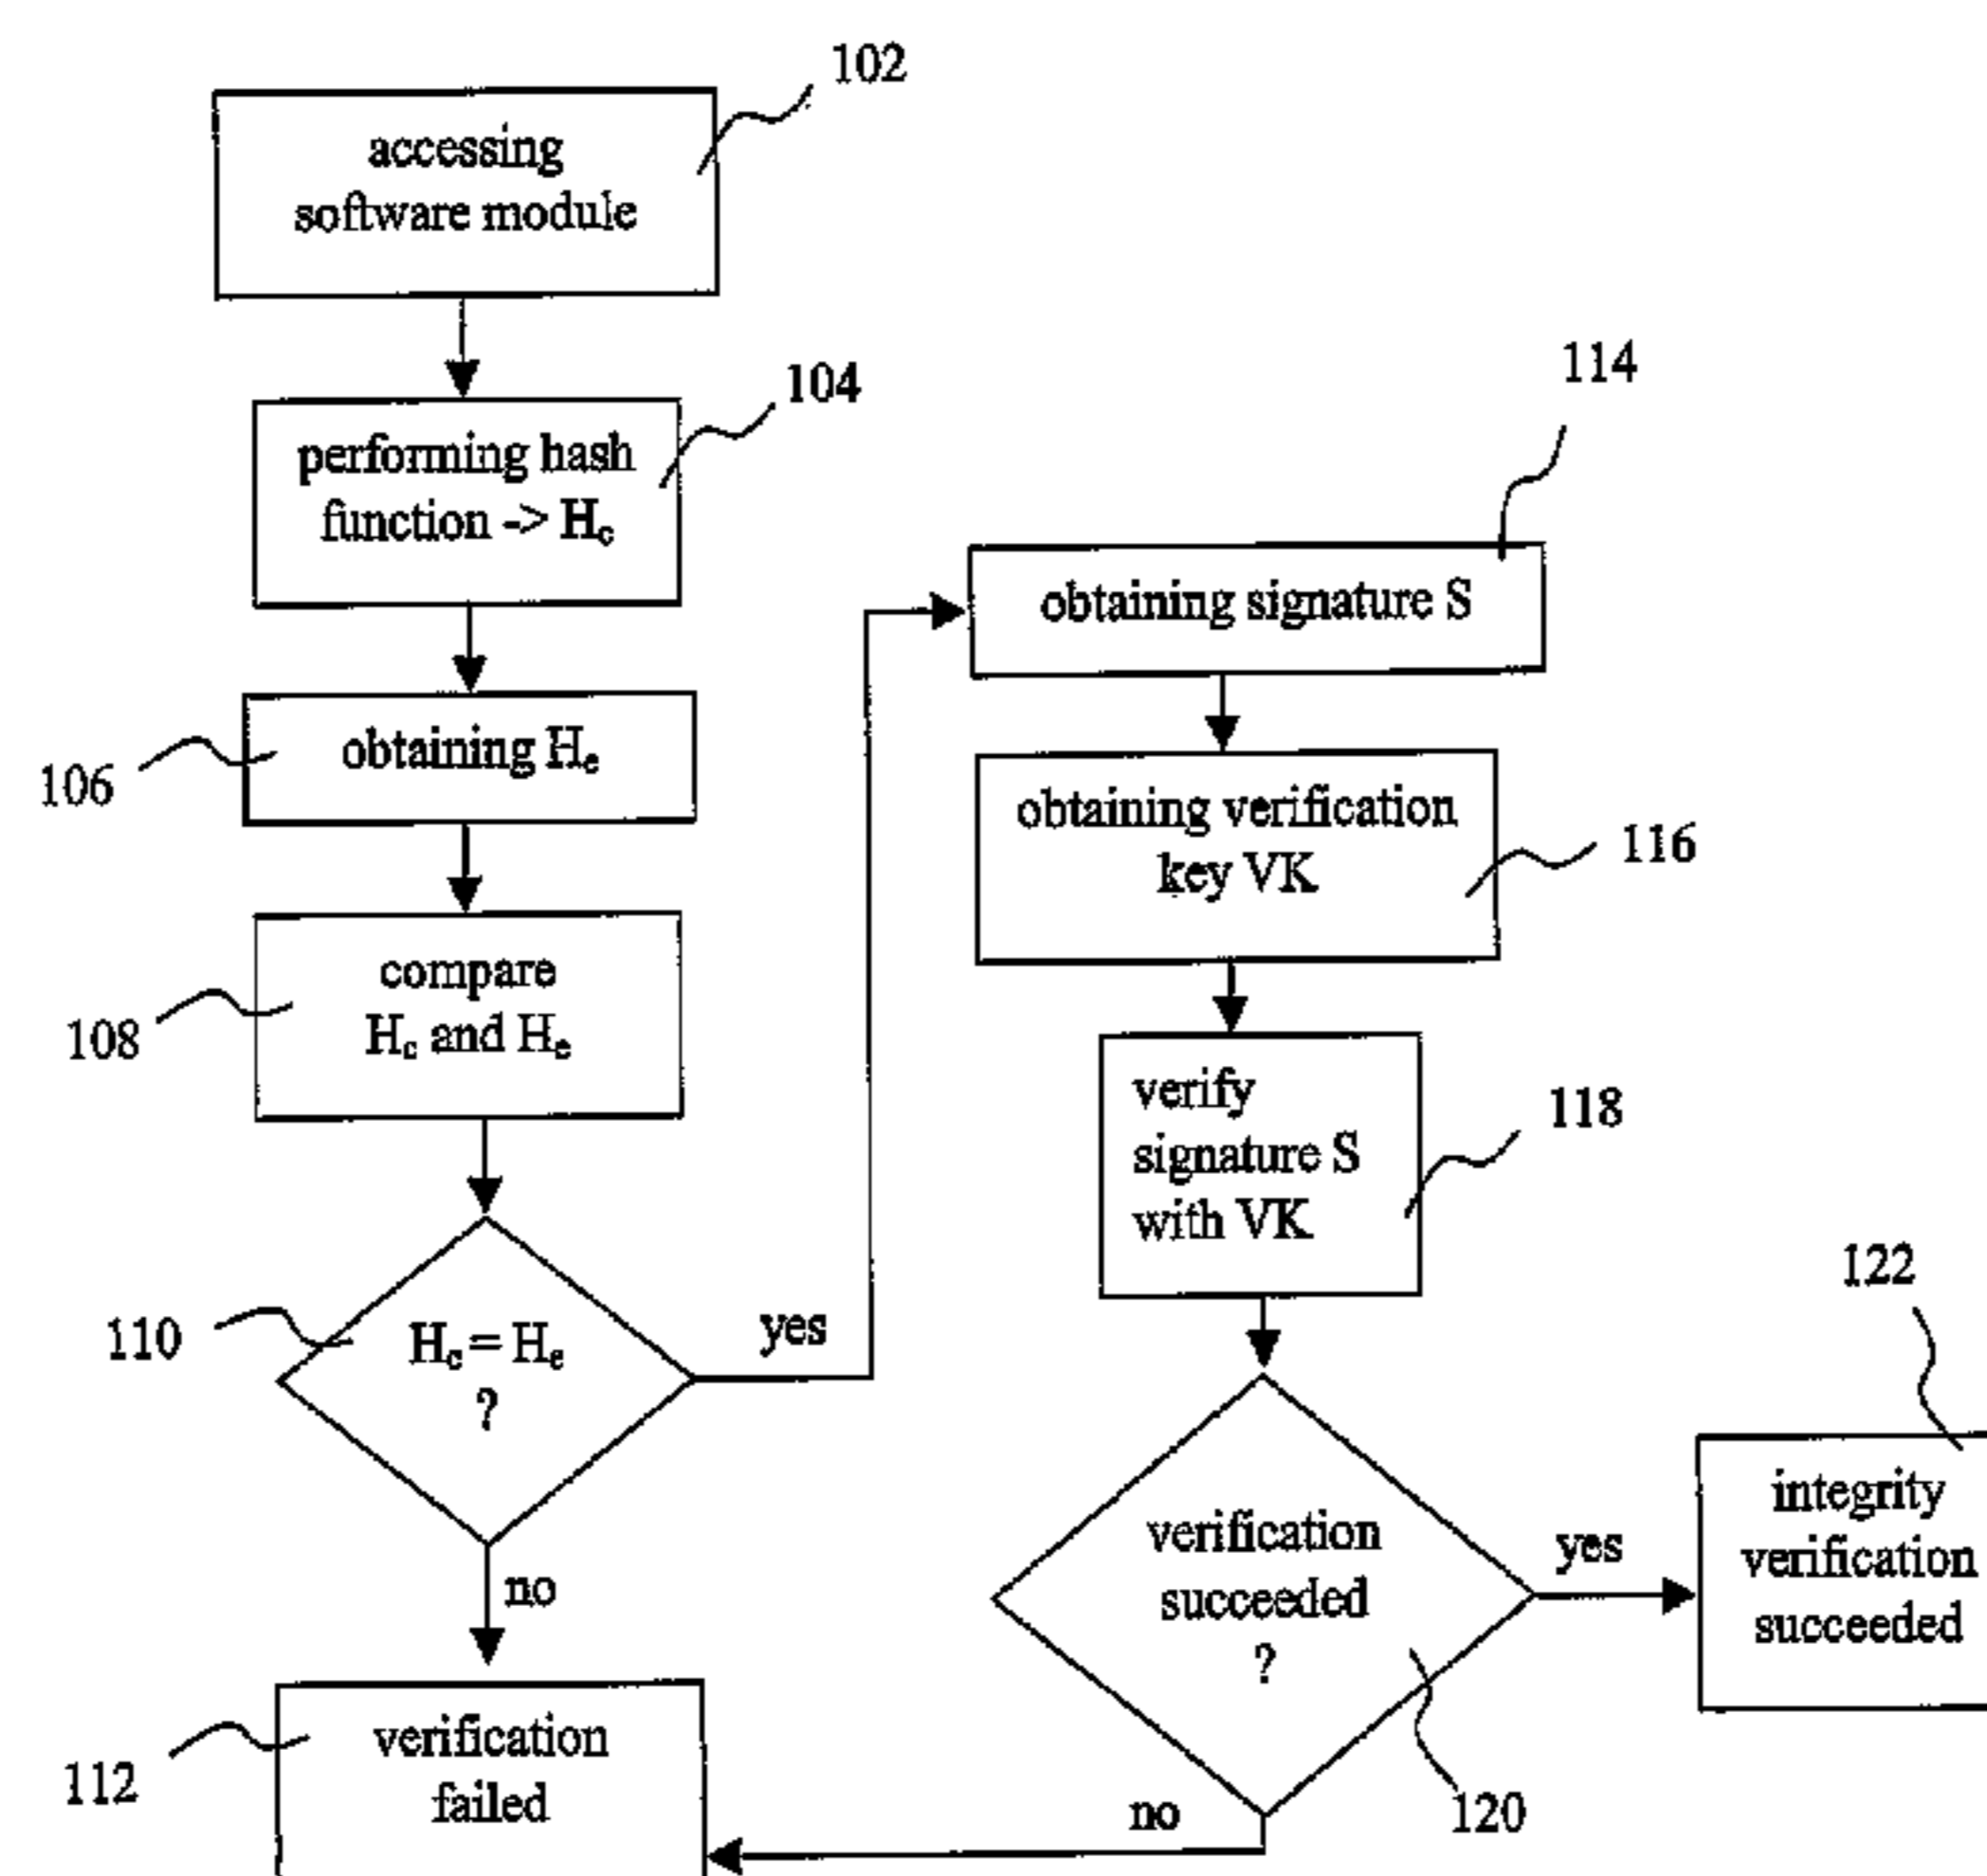 102
accessing
software module
104
performing hash
function -> Hc
106
obtaining He
108
compare
Hc and He
110
Hc = He
?
yes
no
112
verification
failed
114
obtaining signature S
116
obtaining verification
key VK
118
verify
signature S
with VK
120
verification
succeeded
?
yes
no
122
integrity
verification
succeeded